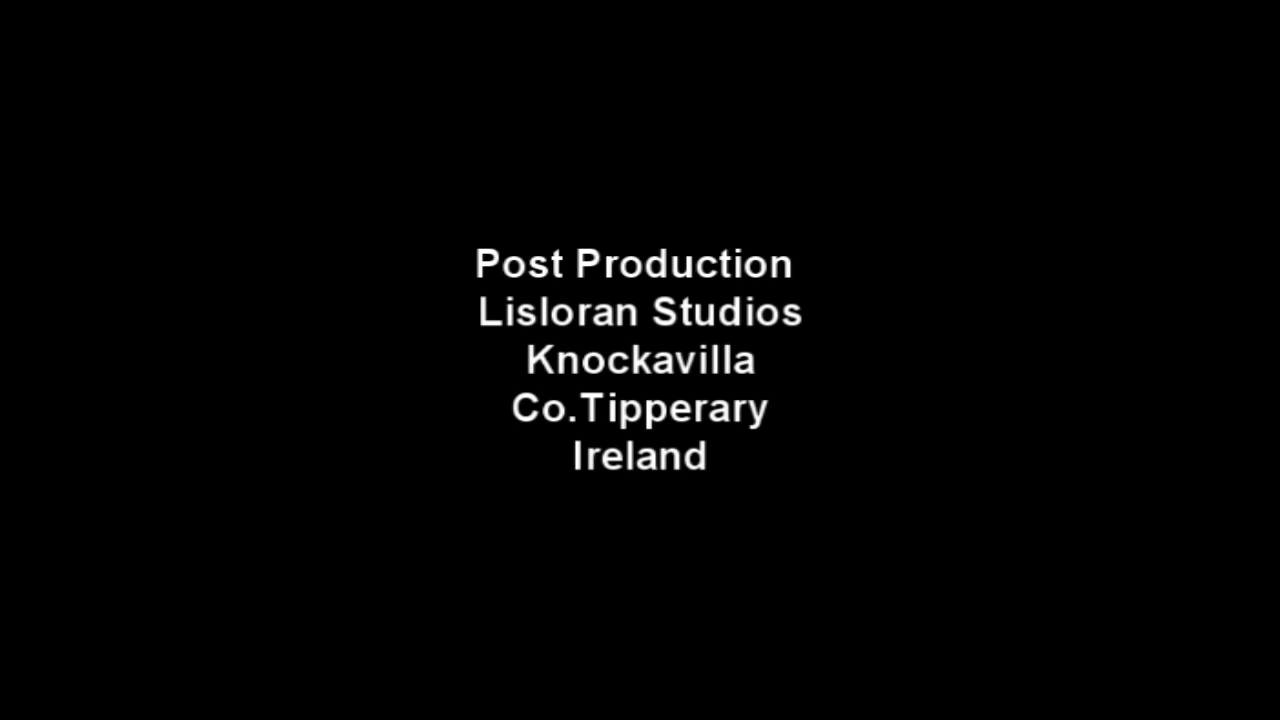 Post Production
Lisloran Studios
Knockavilla
Co.Tipperary
Ireland